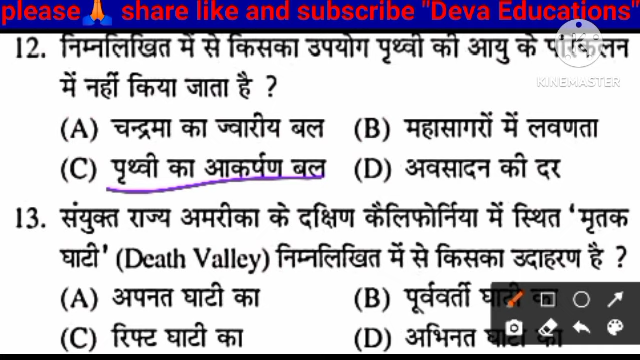 please🙏 share like and subscribe "Deva Educations"
12. निम्नलिखित में से किसका उपयोग पृथ्वी की आयु के परिकलन
में नहीं किया जाता है ?
KINEMASTER
(A) चन्द्रमा का ज्वारीय बल (B) महासागरों में लवणता
(C) पृथ्वी का आकर्षण बल (D) अवसादन की दर
13. संयुक्त राज्य अमरीका के दक्षिण कैलिफोर्निया में स्थित ‘मृतक
घाटी’ (Death Valley) निम्नलिखित में से किसका उदाहरण है ?
(A) अपनत घाटी का (B) पूर्ववर्ती घाटी का
(C) रिफ्ट घाटी का (D) अभिनत घाटी का